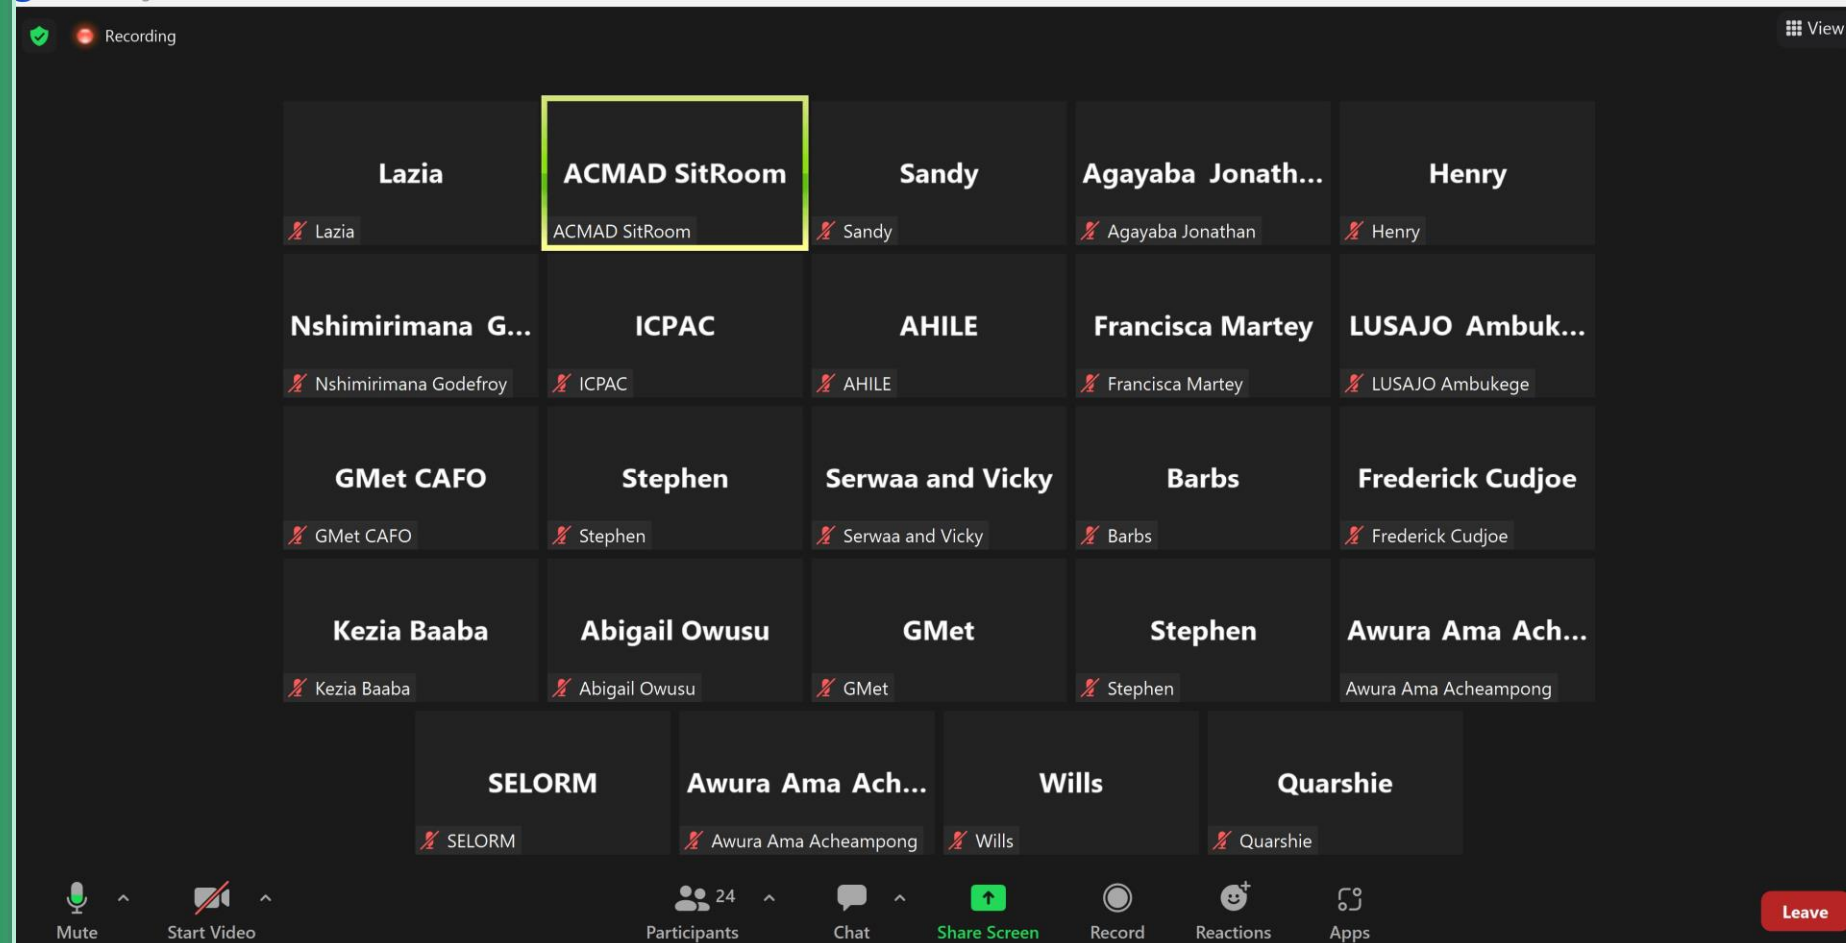 Recording
View
Lazia
ACMAD SitRoom
Sandy
Agayaba Jonath...
Henry
Lazia
ACMAD SitRoom
Sandy
Agayaba Jonathan
Henry
Nshimirimana G...
ICPAC
AHILE
Francisca Martey
LUSAJO Ambuk...
Nshimirimana Godefroy
ICPAC
AHILE
Francisca Martey
LUSAJO Ambukege
GMet CAFO
Stephen
Serwaa and Vicky
Barbs
Frederick Cudjoe
GMet CAFO
Stephen
Serwaa and Vicky
Barbs
Frederick Cudjoe
Kezia Baaba
Abigail Owusu
GMet
Stephen
Awura Ama Ach...
Kezia Baaba
Abigail Owusu
GMet
Stephen
Awura Ama Acheampong
SELORM
Awura Ama Ach...
Wills
Quarshie
SELORM
Awura Ama Acheampong
Wills
Quarshie
24
Mute
Start Video
Participants
Chat
Share Screen
Record
Reactions
Apps
Leave